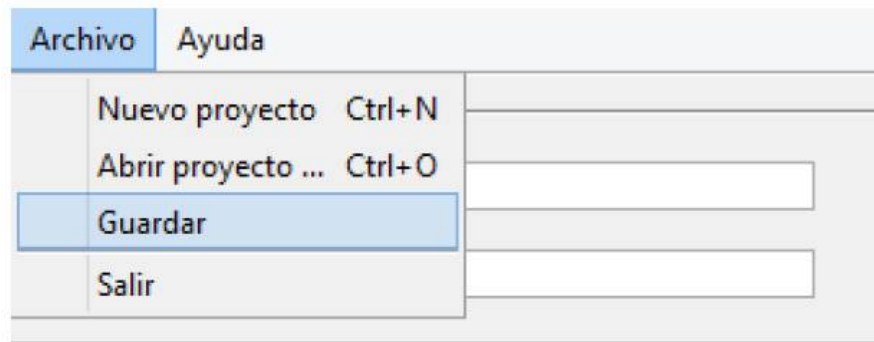 Archivo Ayuda
Nuevo proyecto Ctrl+N
Abrir proyecto ... Ctrl+O
Guardar
Salir